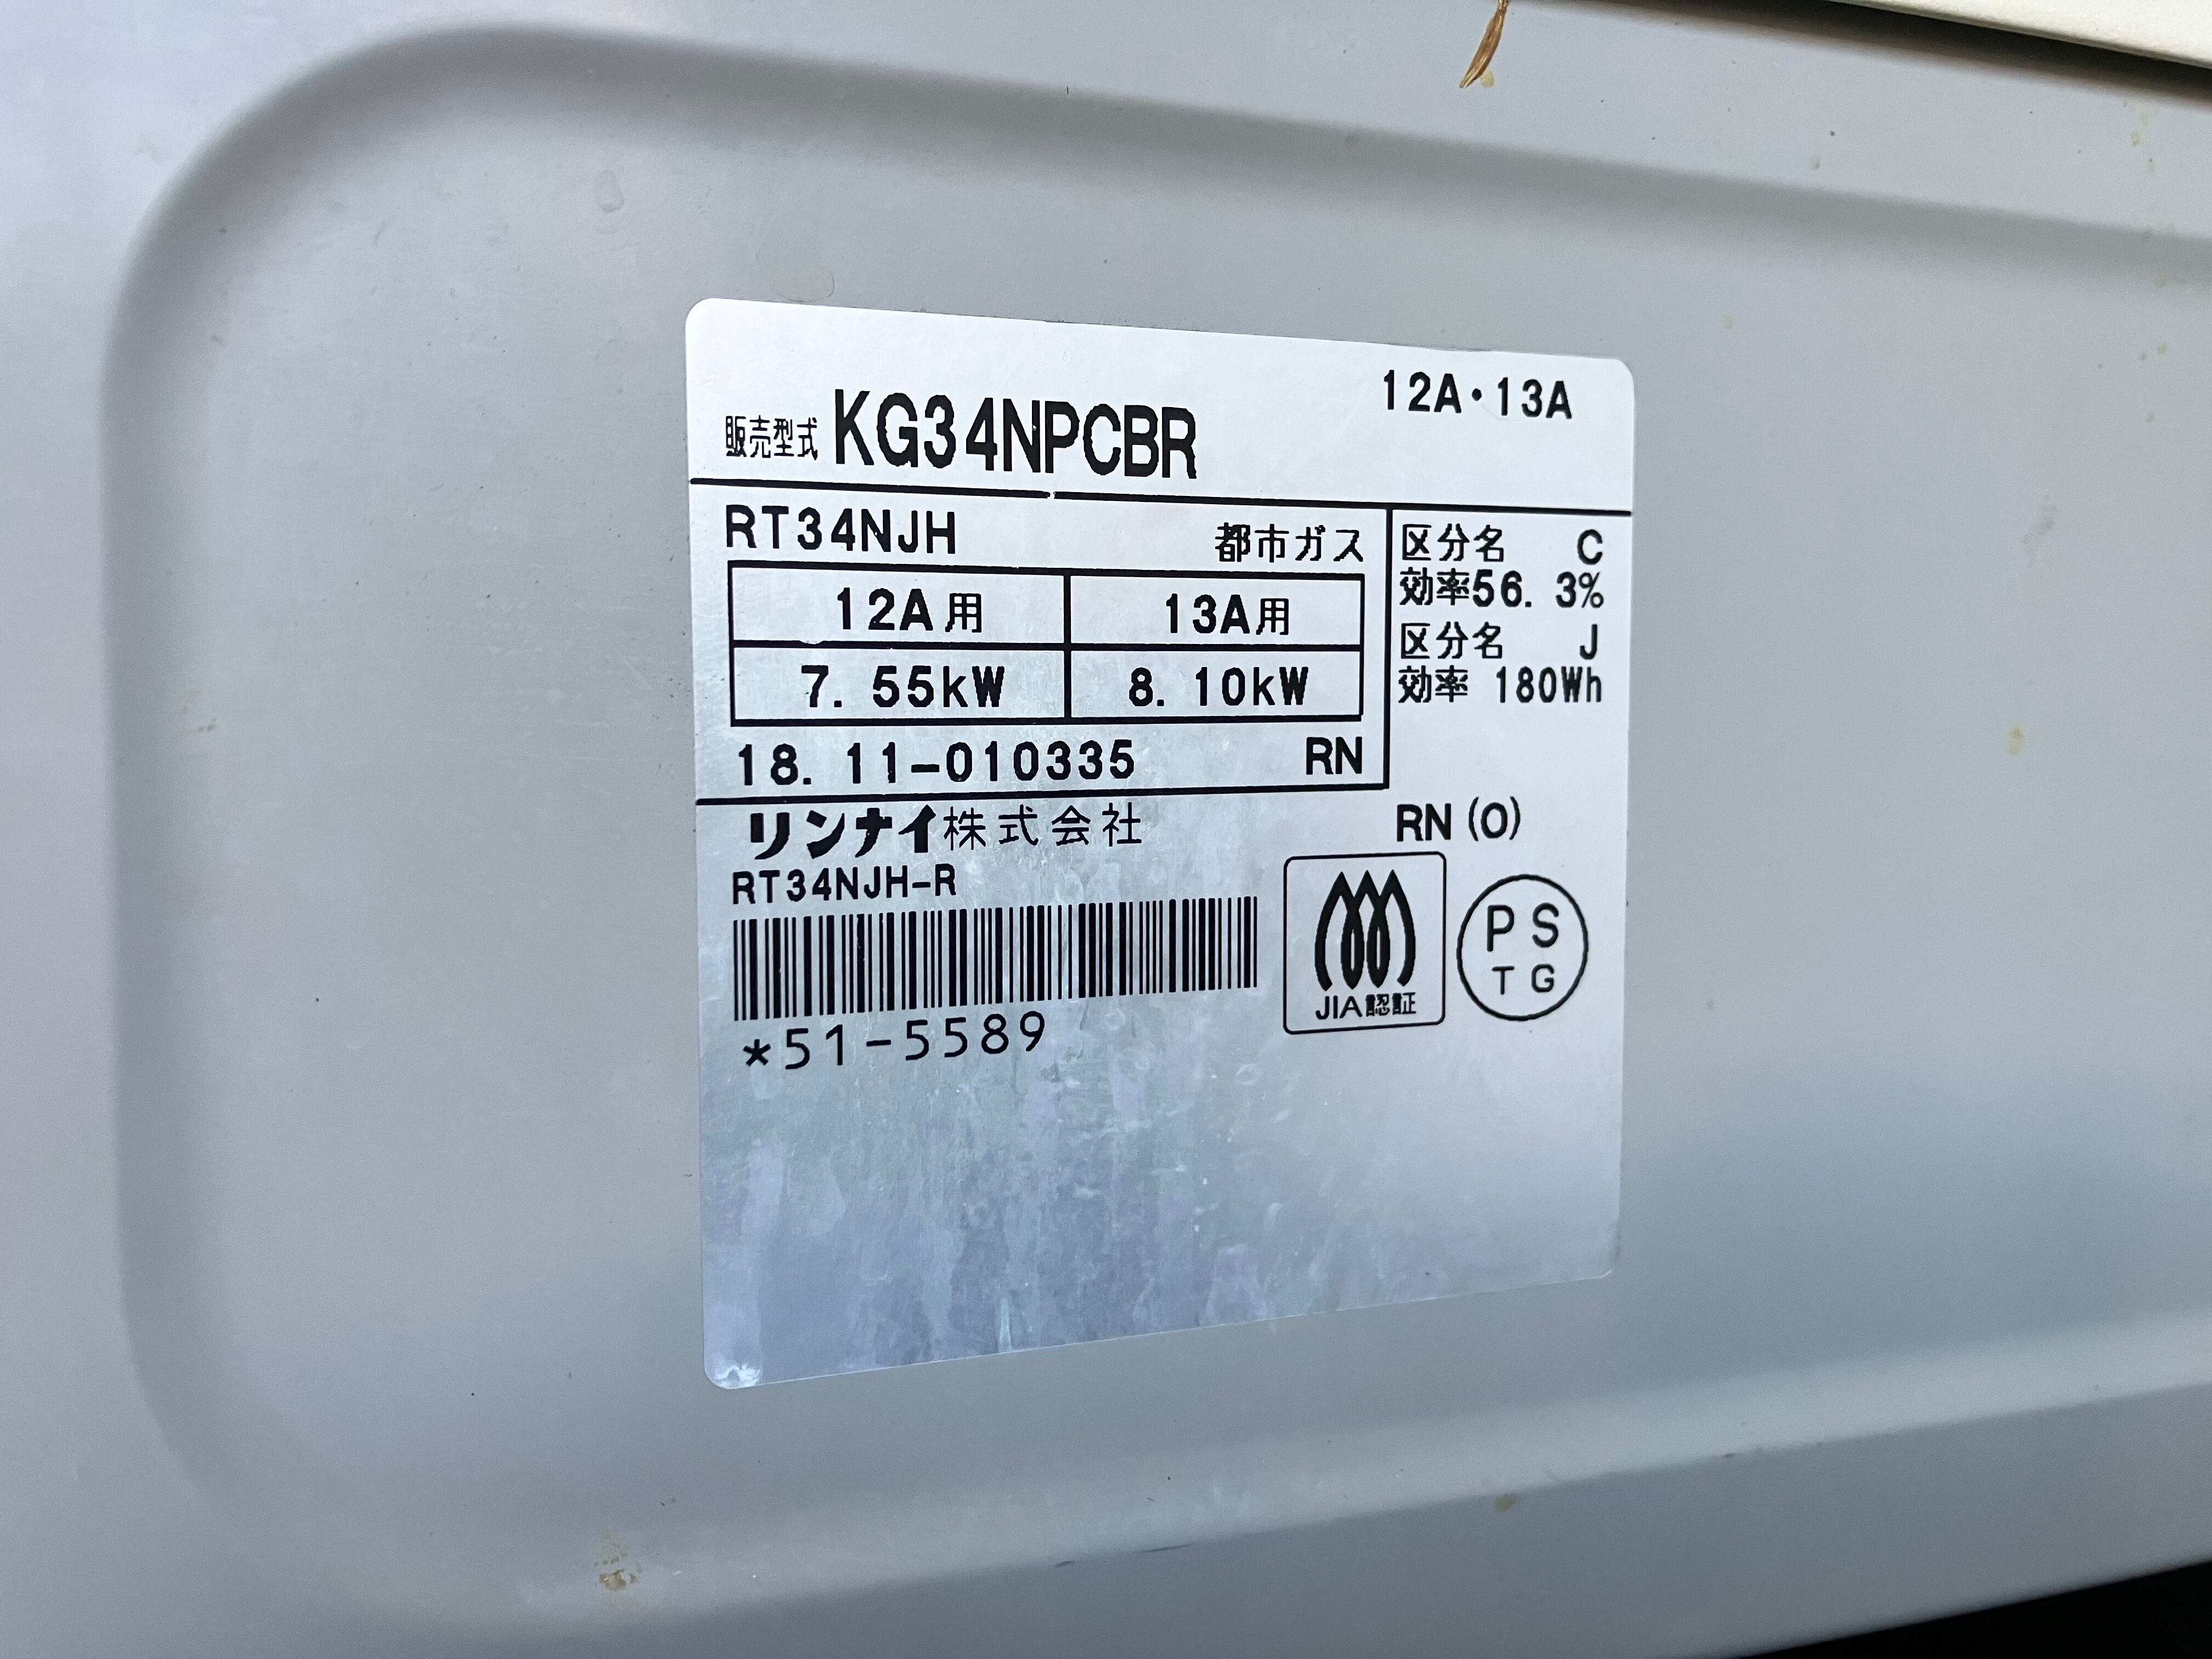 12A・13A
販売型式 KG34NPCBR
RT34NJH 都市ガス
12A用 13A用
7. 55kW 8. 10kW
18. 11-010335 RN
区分名 C
効率56. 3%
区分名 J
効率 180Wh
リンナイ株式会社
RN (O)
RT34NJH-R
*51-5589
JIA認証
PS
TG